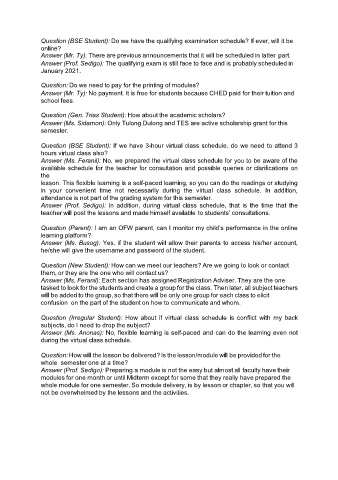 Question (BSE Student): Do we have the qualifying examination schedule? If ever, will it be
online?
Answer (Mr. Ty): There are previous announcements that it will be scheduled in latter part.
Answer (Prof. Sedigo): The qualifying exam is still face to face and is probably scheduled in
January 2021.
Question: Do we need to pay for the printing of modules?
Answer (Mr. Ty): No payment. It is free for students because CHED paid for their tuition and
school fees.
Question (Gen. Trias Student): How about the academic scholars?
Answer (Ms. Sidamon): Only Tulong Dulong and TES are active scholarship grant for this
semester.
Question (BSE Student): If we have 3-hour virtual class schedule, do we need to attend 3
hours virtual class also?
Answer (Ms. Feranil): No, we prepared the virtual class schedule for you to be aware of the
available schedule for the teacher for consultation and possible queries or clarifications on
the
lesson. This flexible learning is a self-paced learning, so you can do the readings or studying
in your convenient time not necessarily during the virtual class schedule. In addition,
attendance is not part of the grading system for this semester.
Answer (Prof. Sedigo): In addition, during virtual class schedule, that is the time that the
teacher will post the lessons and made himself available to students' consultations.
Question (Parent): I am an OFW parent, can I monitor my child's performance in the online
learning platform?
Answer (Ms. Busog): Yes, if the student will allow their parents to access his/her account,
he/she will give the username and password of the student.
Question (New Student): How can we meet our teachers? Are we going to look or contact
them, or they are the one who will contact us?
Answer (Ms. Feranil): Each section has assigned Registration Adviser. They are the one
tasked to look for the students and create a group for the class. Then later, all subject teachers
will be added to the group, so that there will be only one group for each class to elicit
confusion on the part of the student on how to communicate and whom.
Question (Irregular Student): How about if virtual class schedule is conflict with my back
subjects, do I need to drop the subject?
Answer (Ms. Anonas): No, flexible learning is self-paced and can do the learning even not
during the virtual class schedule.
Question: How will the lesson be delivered? Is the lesson/module will be provided for the
whole semester one at a time?
Answer (Prof. Sedigo): Preparing a module is not the easy but almost all faculty have their
modules for one month or until Midterm except for some that they really have prepared the
whole module for one semester. So module delivery, is by lesson or chapter, so that you will
not be overwhelmed by the lessons and the activities.